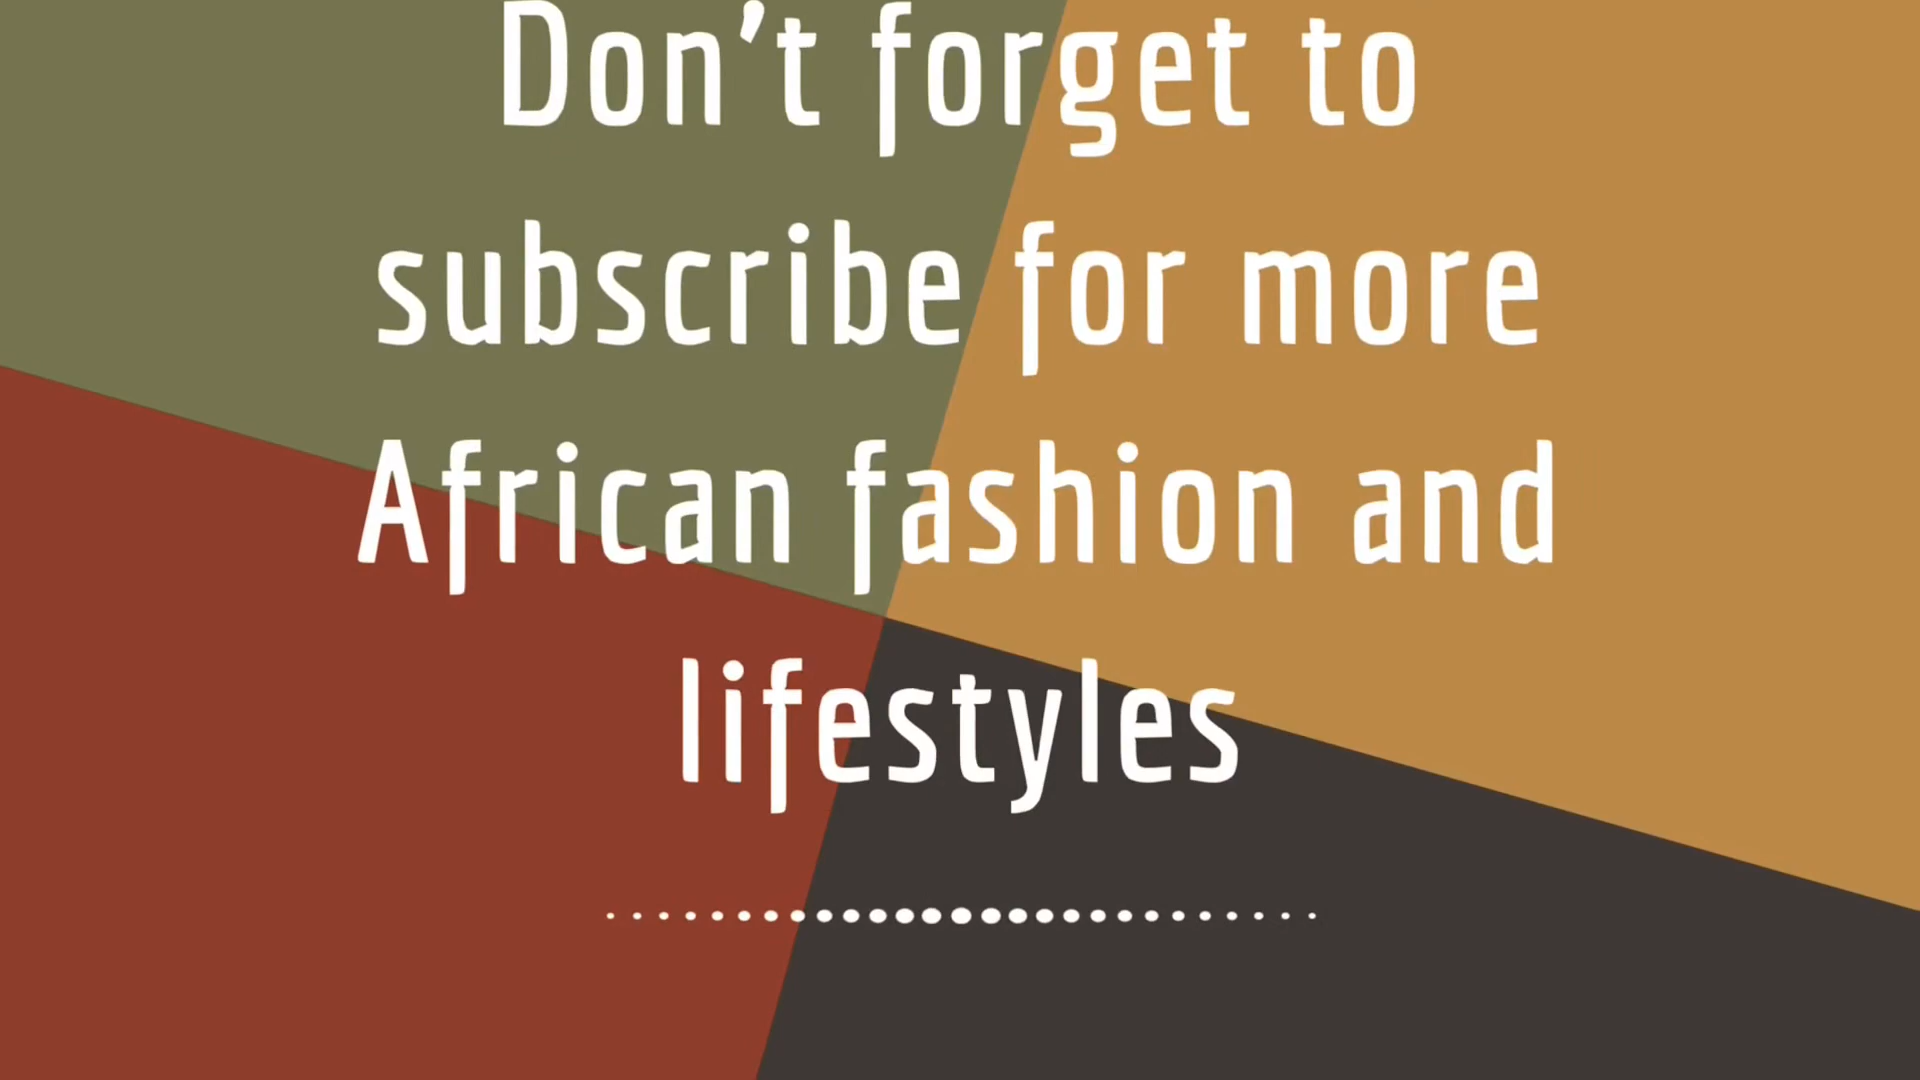 Don't forget to
subscribe for more
African fashion and
lifestyles